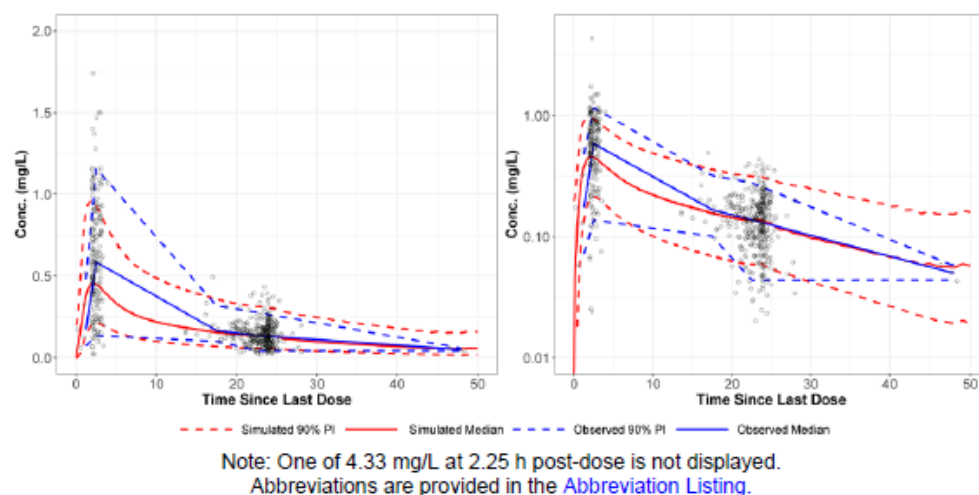 2.0
1.5
1.0
0.5
0.0
Conc. (mg/L)
0 10 20 30 40 50
Time Since Last Dose
1.00
0.10
0.01
Conc. (mg/L)
0 10 20 30 40 50
Time Since Last Dose
Simulated 90% PI Simulated Median Observed 90% PI Observed Median
Note: One of 4.33 mg/L at 2.25 h post-dose is not displayed.
Abbreviations are provided in the Abbreviation Listing.